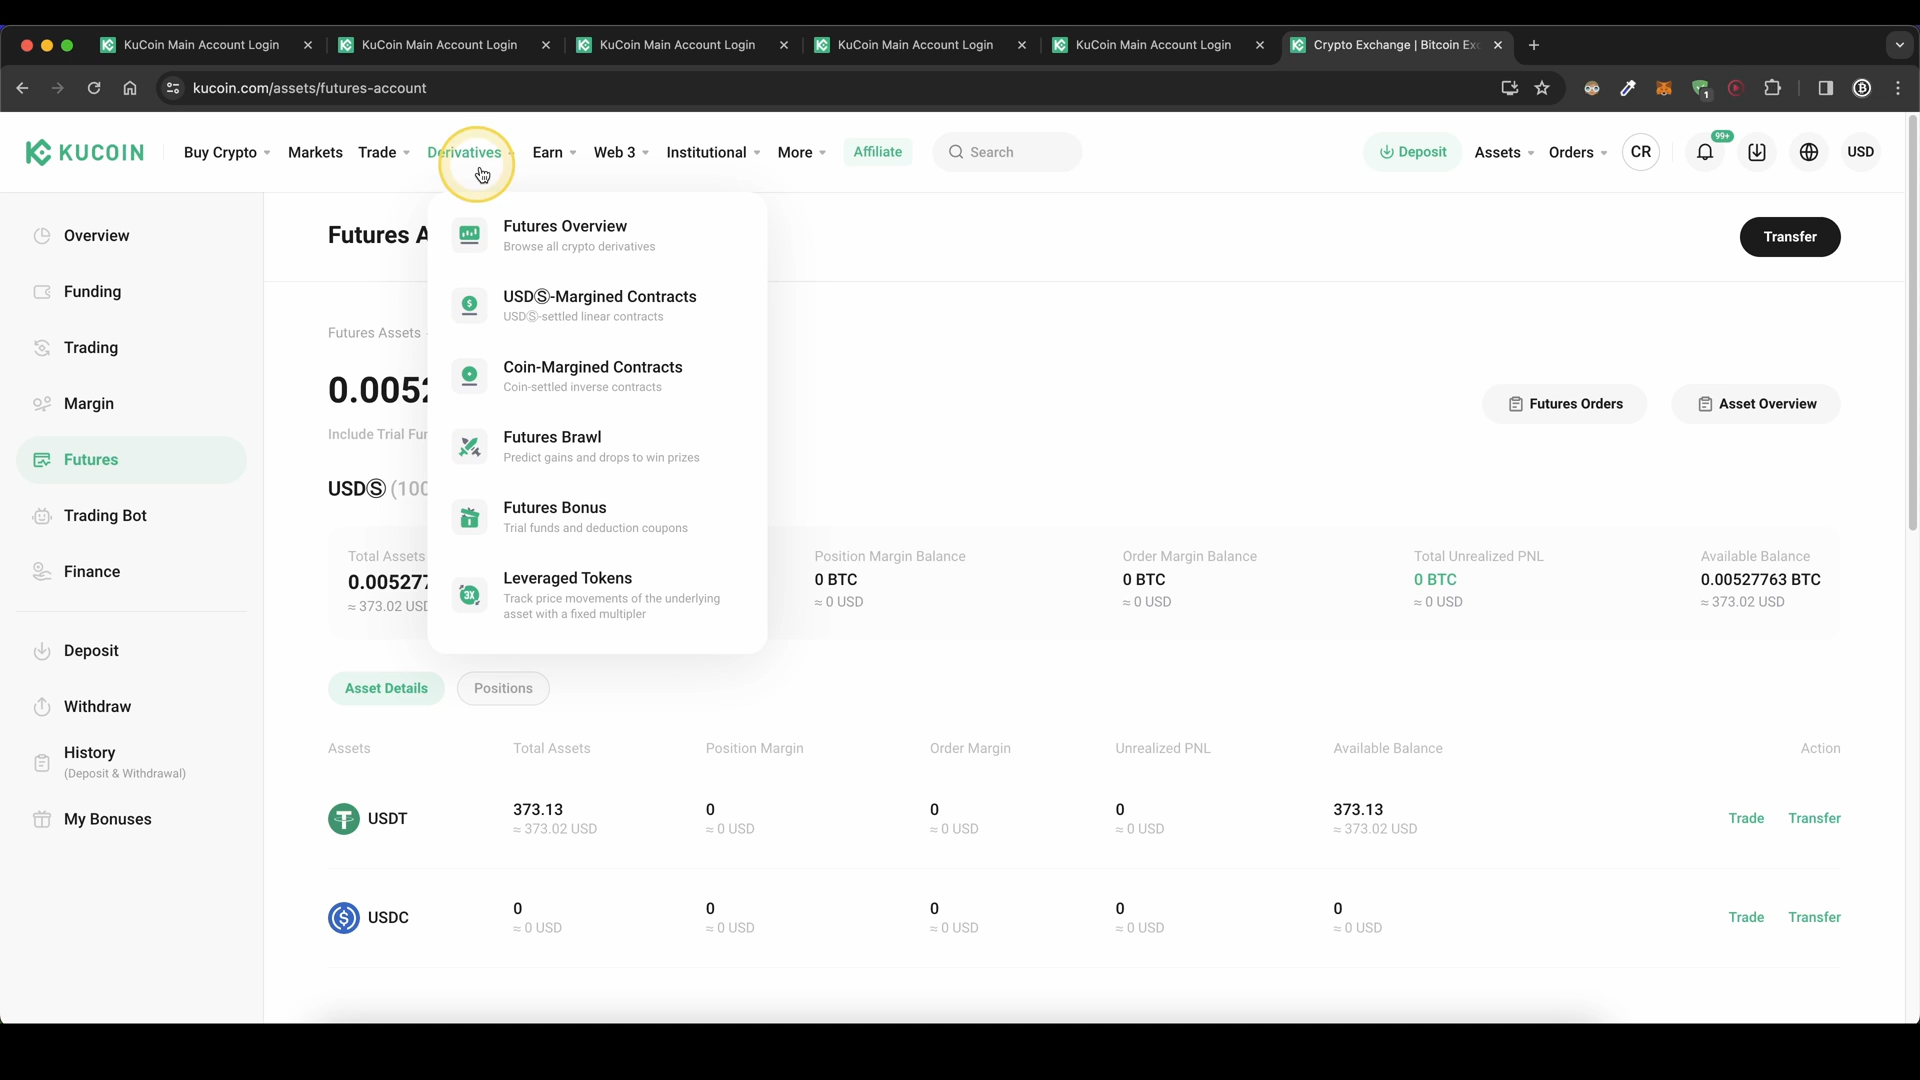 KuCoin Main Account Login
KuCoin Main Account Login
KuCoin Main Account Login
KuCoin Main Account Login
KuCoin Main Account Login
Crypto Exchange | Bitcoin Ex
kucoin.com/assets/futures-account
1
KUCOIN
Buy Crypto
Markets
Trade
Derivatives
Earn
Web 3
Institutional
More
Affiliate
Search
Deposit
Assets
Orders
CR
99+
USD
Overview
Funding
Trading
Margin
Futures
Trading Bot
Finance
Deposit
Withdraw
History
(Deposit & Withdrawal)
My Bonuses
Futures Overview
Browse all crypto derivatives
USDⓈ-Margined Contracts
USDⓈ-settled linear contracts
Coin-Margined Contracts
Coin-settled inverse contracts
Futures Brawl
Predict gains and drops to win prizes
Futures Bonus
Trial funds and deduction coupons
3X
Leveraged Tokens
Track price movements of the underlying
asset with a fixed multipler
Futures A
Transfer
Futures Assets
0.0052
Include Trial Fu
Futures Orders
Asset Overview
USDⓈ (100
Total Assets
0.005277
≈ 373.02 USD
Position Margin Balance
0 BTC
≈ 0 USD
Order Margin Balance
0 BTC
≈ 0 USD
Total Unrealized PNL
0 BTC
≈ 0 USD
Available Balance
0.00527763 BTC
≈ 373.02 USD
Asset Details
Positions
Assets
Total Assets
Position Margin
Order Margin
Unrealized PNL
Available Balance
Action
USDT
373.13
≈ 373.02 USD
0
≈ 0 USD
0
≈ 0 USD
0
≈ 0 USD
373.13
≈ 373.02 USD
Trade
Transfer
USDC
0
≈ 0 USD
0
≈ 0 USD
0
≈ 0 USD
0
≈ 0 USD
0
≈ 0 USD
Trade
Transfer